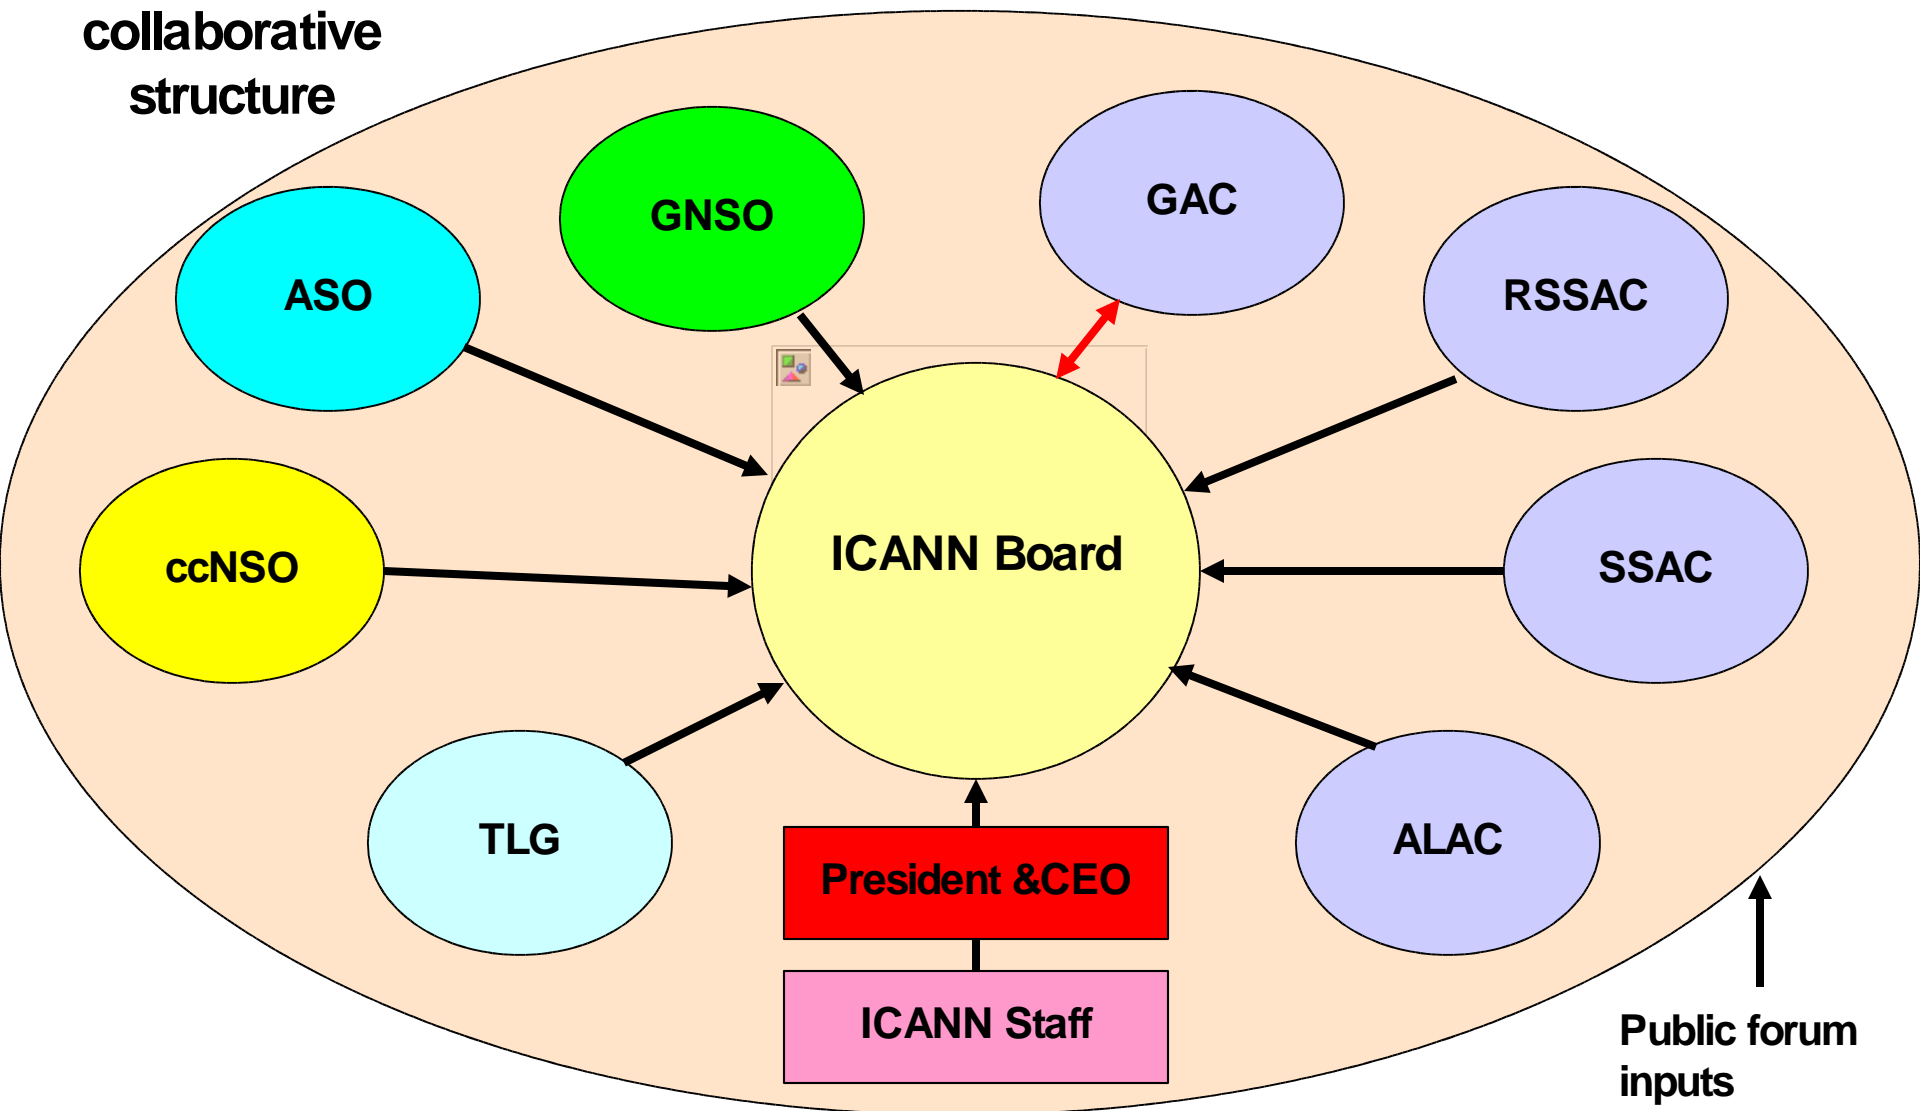 collaborative
structure
GNSO
GAC
ASO
RSSAC
ICANN Board
ccNSO
SSAC
TLG
ALAC
President &CEO
ICANN Staff
Public forum
inputs